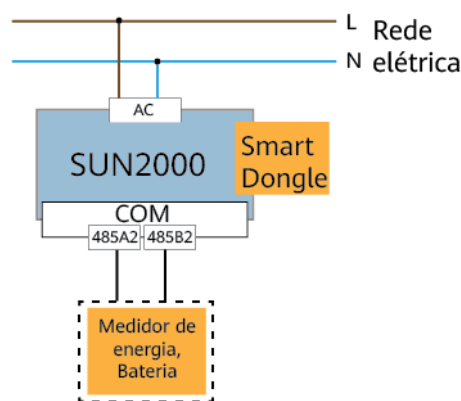 L Rede
N elétrica
AC
SUN2000
Smart
Dongle
COM
485A2 485B2
Medidor de
energia,
Bateria